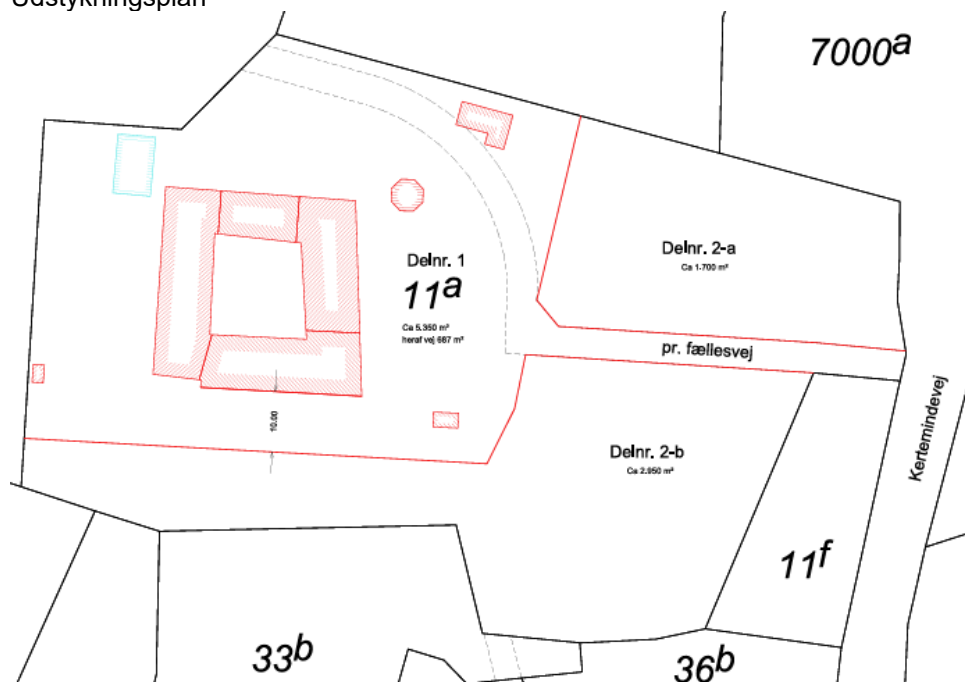 Udstykningsplan
7000a
Delnr. 2-a
Ca 1.700 m²
Delnr. 1
11a
Ca 5.350 m²
heraf vej 687 m²
pr. fællesvej
10.00
Delnr. 2-b
Ca 2.950 m²
Kertemindevej
11f
33b
36b